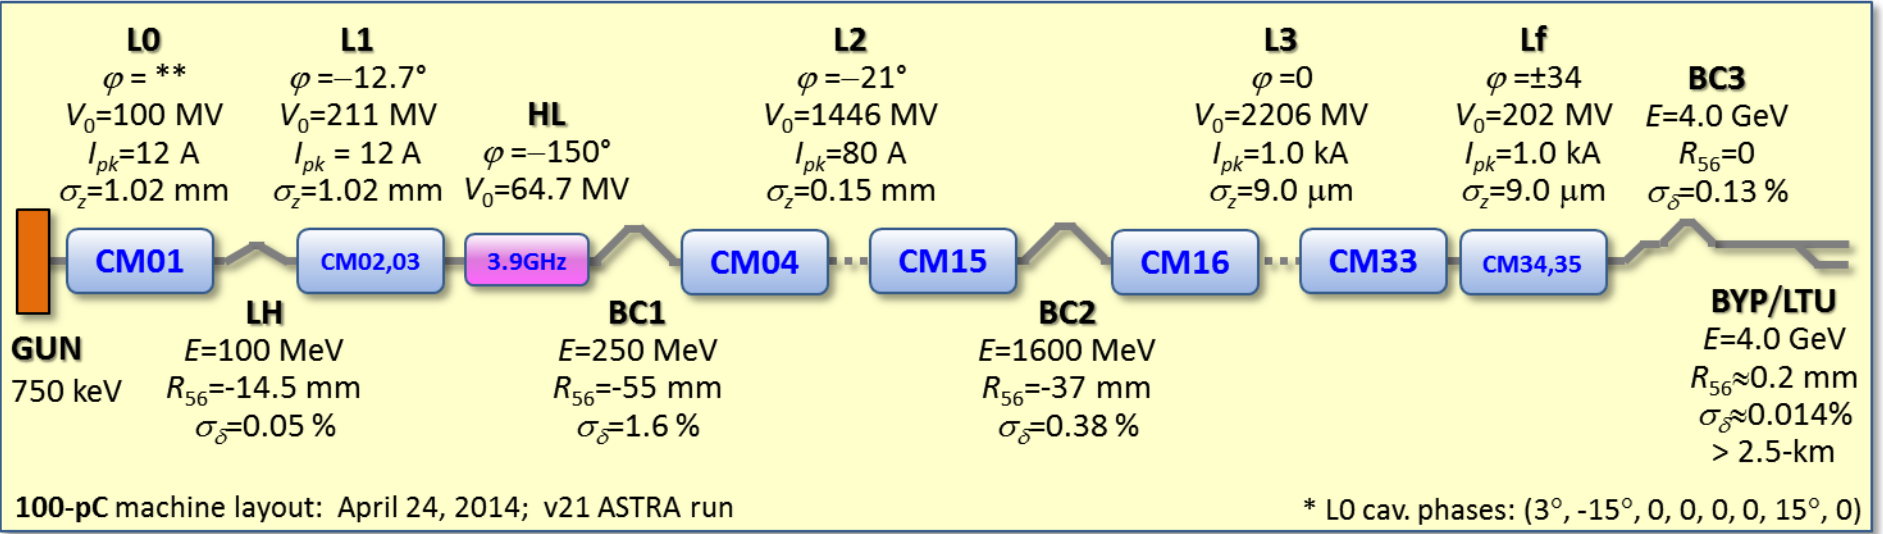 L0
φ = **
V0=100 MV
Ipk=12 A
σz=1.02 mm
L1
φ =–12.7°
V0=211 MV
Ipk = 12 A
σz=1.02 mm
HL
φ =–150°
V0=64.7 MV
L2
φ =–21°
V0=1446 MV
Ipk=80 A
σz=0.15 mm
L3
φ =0
V0=2206 MV
Ipk=1.0 kA
σz=9.0 μm
Lf
φ =±34
V0=202 MV
Ipk=1.0 kA
σz=9.0 μm
BC3
E=4.0 GeV
R56=0
σδ=0.13 %
CM01
CM02,03
3.9GHz
CM04
CM15
CM16
CM33
CM34,35
GUN
750 keV
LH
E=100 MeV
R56=-14.5 mm
σδ=0.05 %
BC1
E=250 MeV
R56=-55 mm
σδ=1.6 %
BC2
E=1600 MeV
R56=-37 mm
σδ=0.38 %
BYP/LTU
E=4.0 GeV
R56≈0.2 mm
σδ≈0.014%
> 2.5-km
100-pC machine layout: April 24, 2014; v21 ASTRA run
* L0 cav. phases: (3°, -15°, 0, 0, 0, 0, 15°, 0)